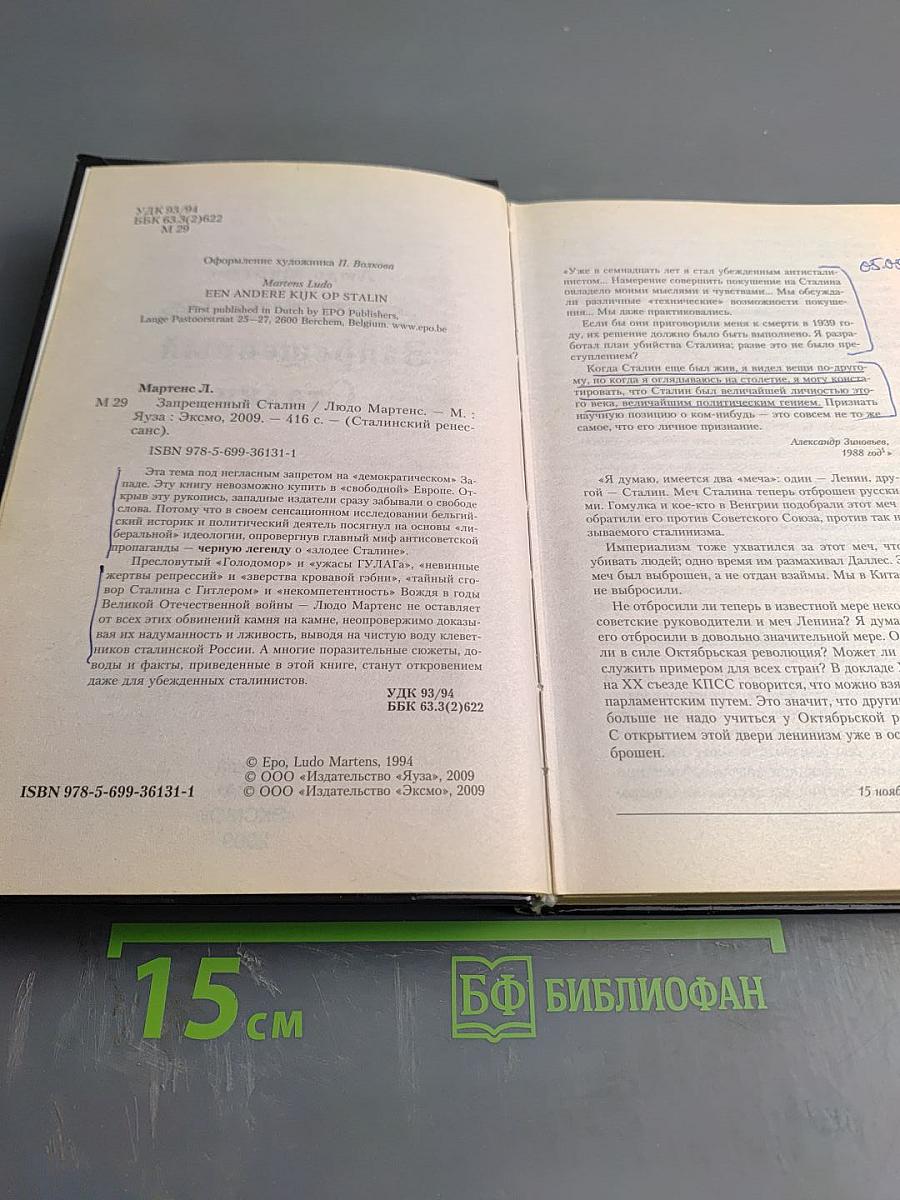 УДК 93/94
ББК 63.3(2)622
М 29
Оформление художника П. Волкова
Martens Ludo
EEN ANDERE KIJK OP STALIN
First published in Dutch by EPO Publishers,
Lange Pastoorstraat 25—27, 2600 Berchem, Belgium. www.epo.be
Мартенс Л.
М 29 Запрещенный Сталин / Людо Мартенс. — М. :
Яуза : Эксмо, 2009. — 416 с. — (Сталинский ренес-
санс).
ISBN 978-5-699-36131-1
Эта тема под негласным запретом на «демократическом» За-
паде. Эту книгу невозможно купить в «свободной» Европе. От-
крыв эту рукопись, западные издатели сразу забывали о свободе
слова. Потому что в своем сенсационном исследовании бельгий-
ский историк и политический деятель посягнул на основы «ли-
беральной» идеологии, опровергнув главный миф антисоветской
пропаганды — черную легенду о «злодее Сталине».
Пресловутый «Голодомор» и «ужасы ГУЛАГа», «невинные
жертвы репрессий» и «зверства кровавой гэбни», «тайный сго-
вор Сталина с Гитлером» и «некомпетентность» Вождя в годы
Великой Отечественной войны — Людо Мартенс не оставляет
от всех этих обвинений камня на камне, неопровержимо доказы-
вая их надуманность и лживость, выводя на чистую воду клевет-
ников сталинской России. А многие поразительные сюжеты, до-
воды и факты, приведенные в этой книге, станут откровением
даже для убежденных сталинистов.
УДК 93/94
ББК 63.3(2)622
© Epo, Ludo Martens, 1994
© ООО «Издательство «Яуза», 2009
ISBN 978-5-699-36131-1 © ООО «Издательство «Эксмо», 2009
05.05
«Уже в семнадцать лет я стал убежденным антистали-
нистом... Намерение совершить покушение на Сталина
овладело моими мыслями и чувствами... Мы обсужда-
ли различные «технические» возможности покуше-
ния... Мы даже практиковались.
Если бы они приговорили меня к смерти в 1939 го-
ду, их решение должно было быть выполнено. Я разра-
ботал план убийства Сталина; разве это не было пре-
ступлением?
Когда Сталин еще был жив, я видел вещи по-друго-
му, но когда я оглядываюсь на столетие, я могу конста-
тировать, что Сталин был величайшей личностью это-
го века, величайшим политическим гением. Признать
научную позицию о ком-нибудь — это совсем не то же
самое, что его личное признание.
Александр Зиновьев,
1988 год¹»
«Я думаю, имеется два «меча»: один — Ленин, дру-
гой — Сталин. Меч Сталина теперь отброшен русски
ми. Гомулка и кое-кто в Венгрии подобрали этот меч
обратили его против Советского Союза, против так н
зываемого сталинизма.
Империализм тоже ухватился за этот меч, что
убивать людей; одно время им размахивал Даллес. Э
меч был выброшен, а не отдан взаймы. Мы в Кита
не выбросили.
Не отбросили ли теперь в известной мере неко
советские руководители и меч Ленина? Я дума
его отбросили в довольно значительной мере. О
ли в силе Октябрьская революция? Может ли
служить примером для всех стран? В докладе
на XX съезде КПСС говорится, что можно взя
парламентским путем. Это значит, что други
больше не надо учиться у Октябрьской р
С открытием этой двери ленинизм уже в ос
брошен.
15 нояб
15 см
БФ БИБЛИОФАН